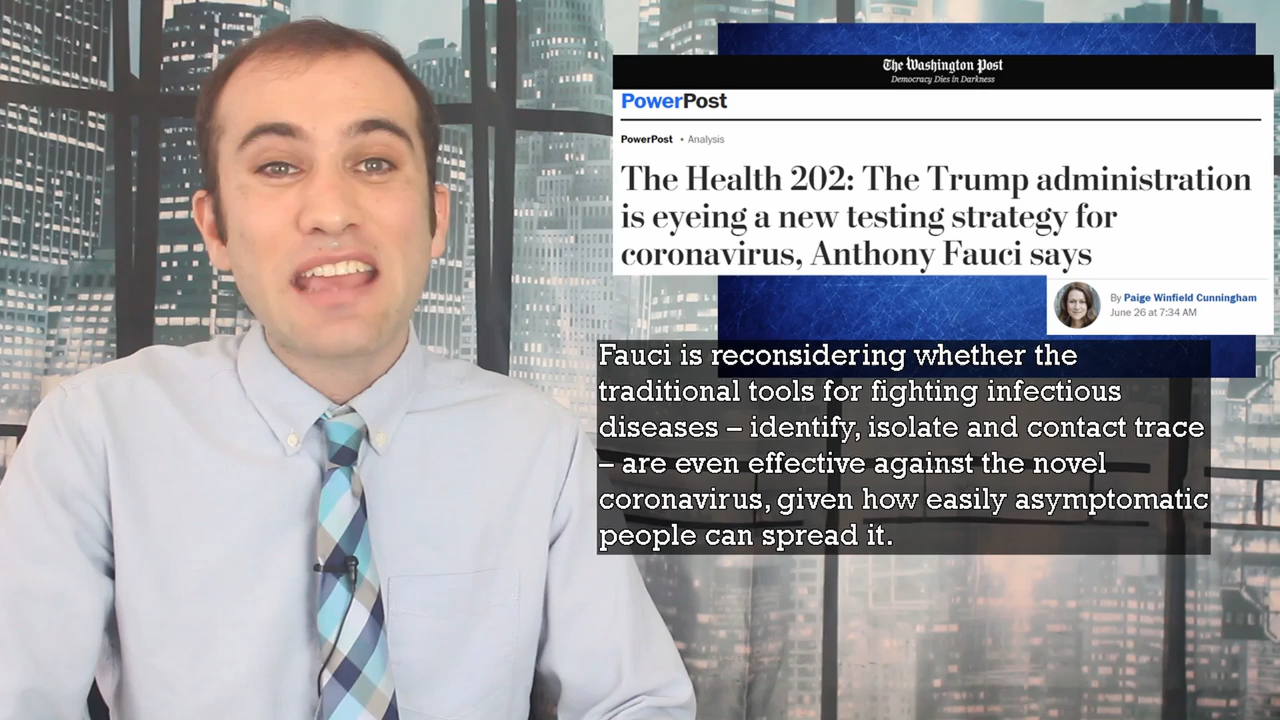 The Washington Post
Democracy Dies in Darkness
PowerPost
PowerPost • Analysis
The Health 202: The Trump administration
is eyeing a new testing strategy for
coronavirus, Anthony Fauci says
By Paige Winfield Cunningham
June 26 at 7:34 AM
Fauci is reconsidering whether the
traditional tools for fighting infectious
diseases – identify, isolate and contact trace
– are even effective against the novel
coronavirus, given how easily asymptomatic
people can spread it.